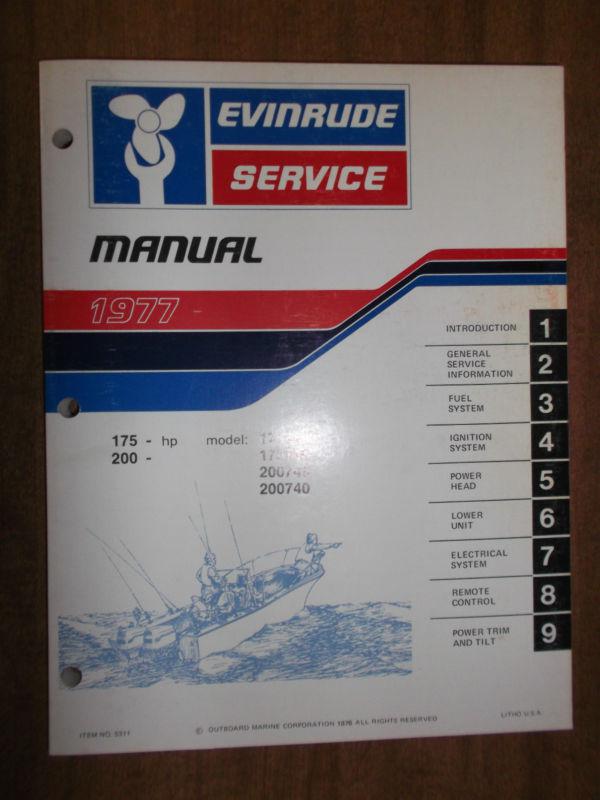 EVINRUDE
SERVICE
MANUAL
1977
INTRODUCTION 1
GENERAL
SERVICE
INFORMATION 2
FUEL
SYSTEM 3
IGNITION
SYSTEM 4
POWER
HEAD 5
LOWER
UNIT 6
ELECTRICAL
SYSTEM 7
REMOTE
CONTROL 8
POWER TRIM
AND TILT 9
175 - hp model:
200 -
200740
ITEM NO. 5311
© OUTBOARD MARINE CORPORATION 1976 ALL RIGHTS RESERVED
LITHO U.S.A.